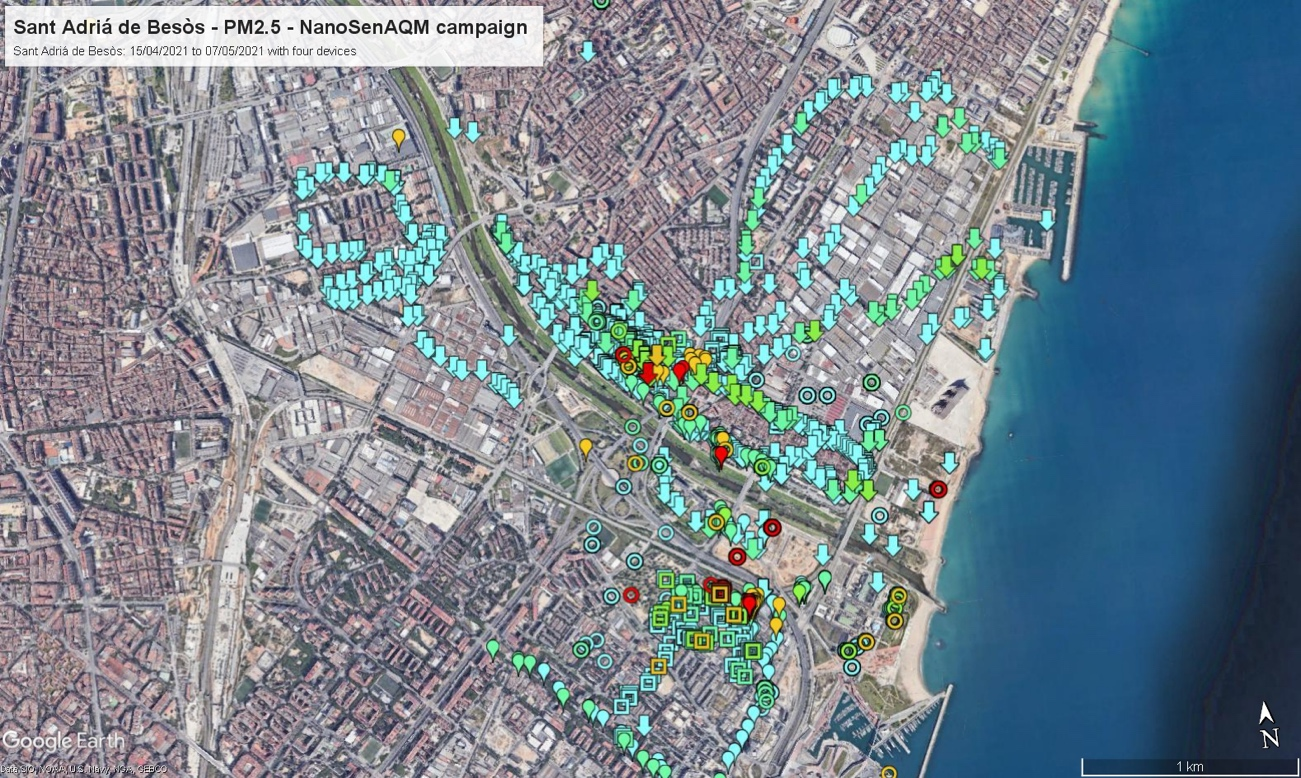 Sant Adriá de Besòs - PM2.5 - NanoSenAQM campaign
Sant Adriá de Besòs: 15/04/2021 to 07/05/2021 with four devices
N
Google Earth
Data SIO, NOAA, U.S. Navy, NGA, GEBCO
1 km